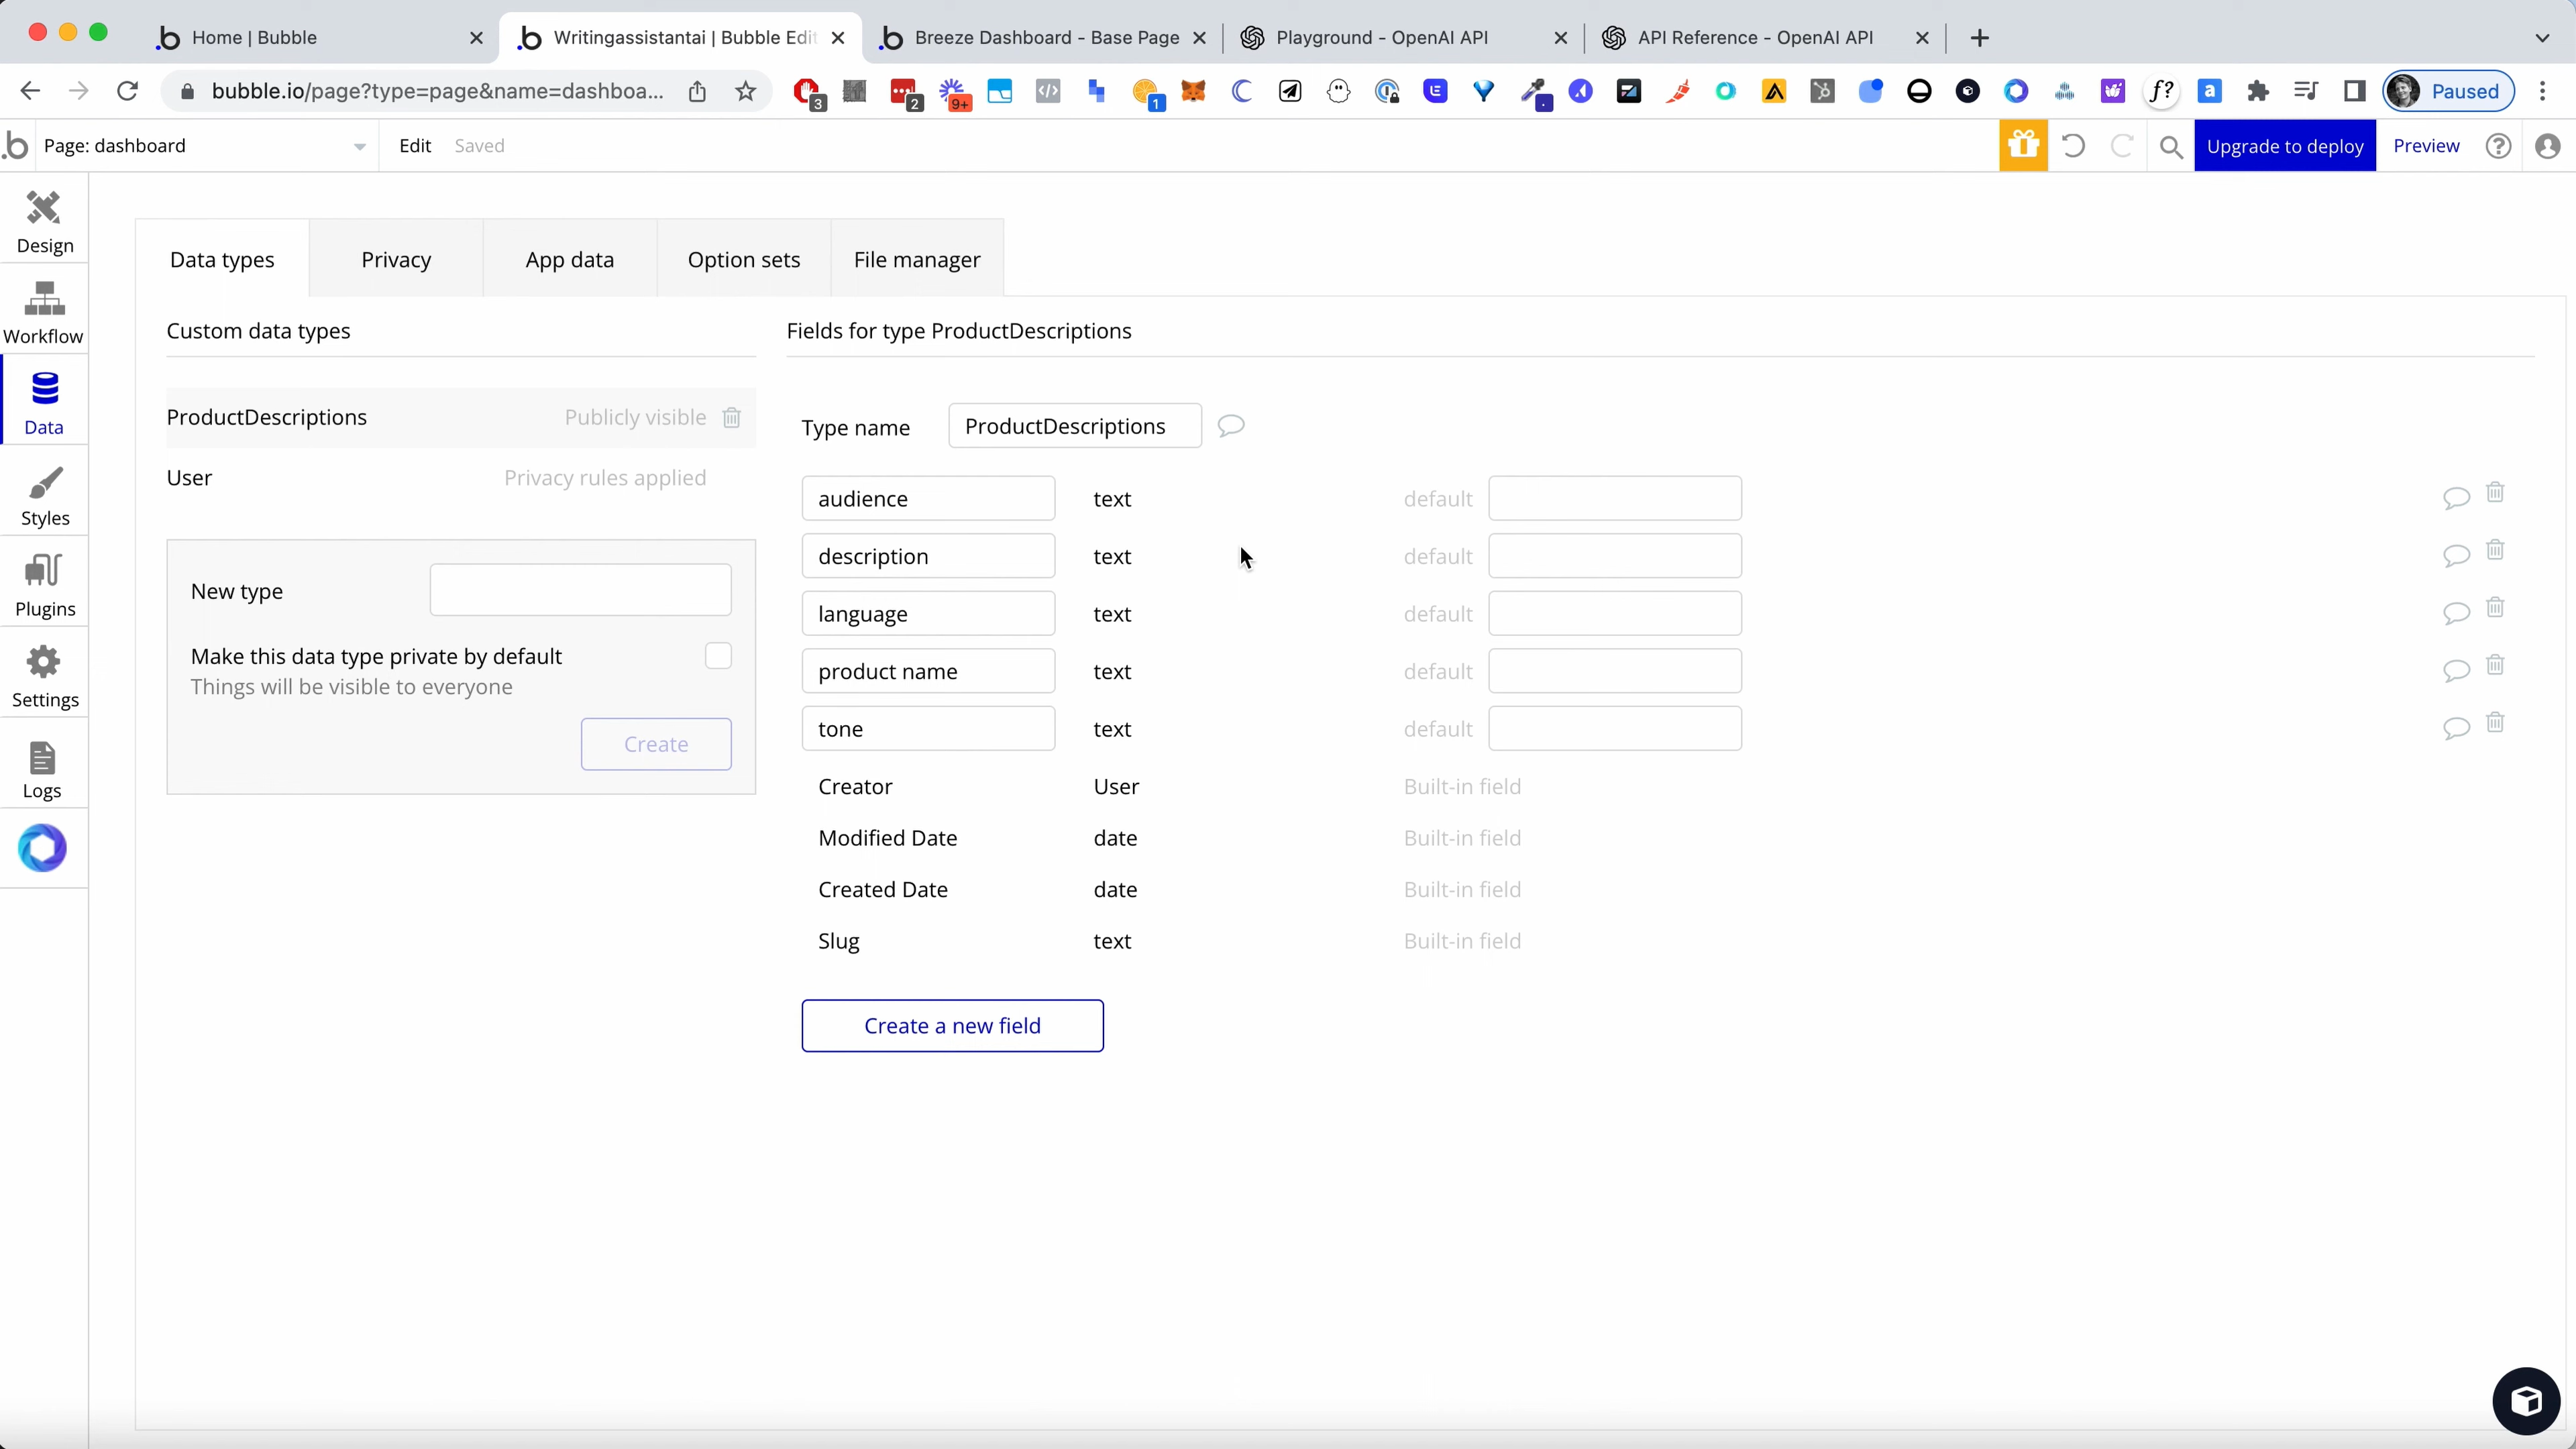 Home | Bubble
Writingassistantai | Bubble Edit
Breeze Dashboard - Base Page
Playground - OpenAI API
API Reference - OpenAI API
bubble.io/page?type=page&name=dashboa...
3
2
9+
1
f?
a
Paused
Page: dashboard
Edit
Saved
Upgrade to deploy
Preview
Design
Workflow
Data
Styles
Plugins
Settings
Logs
Data types
Privacy
App data
Option sets
File manager
Custom data types
ProductDescriptions Publicly visible
User Privacy rules applied
New type
Make this data type private by default
Things will be visible to everyone
Create
Fields for type ProductDescriptions
Type name ProductDescriptions
audience text default
description text default
language text default
product name text default
tone text default
Creator User Built-in field
Modified Date date Built-in field
Created Date date Built-in field
Slug text Built-in field
Create a new field